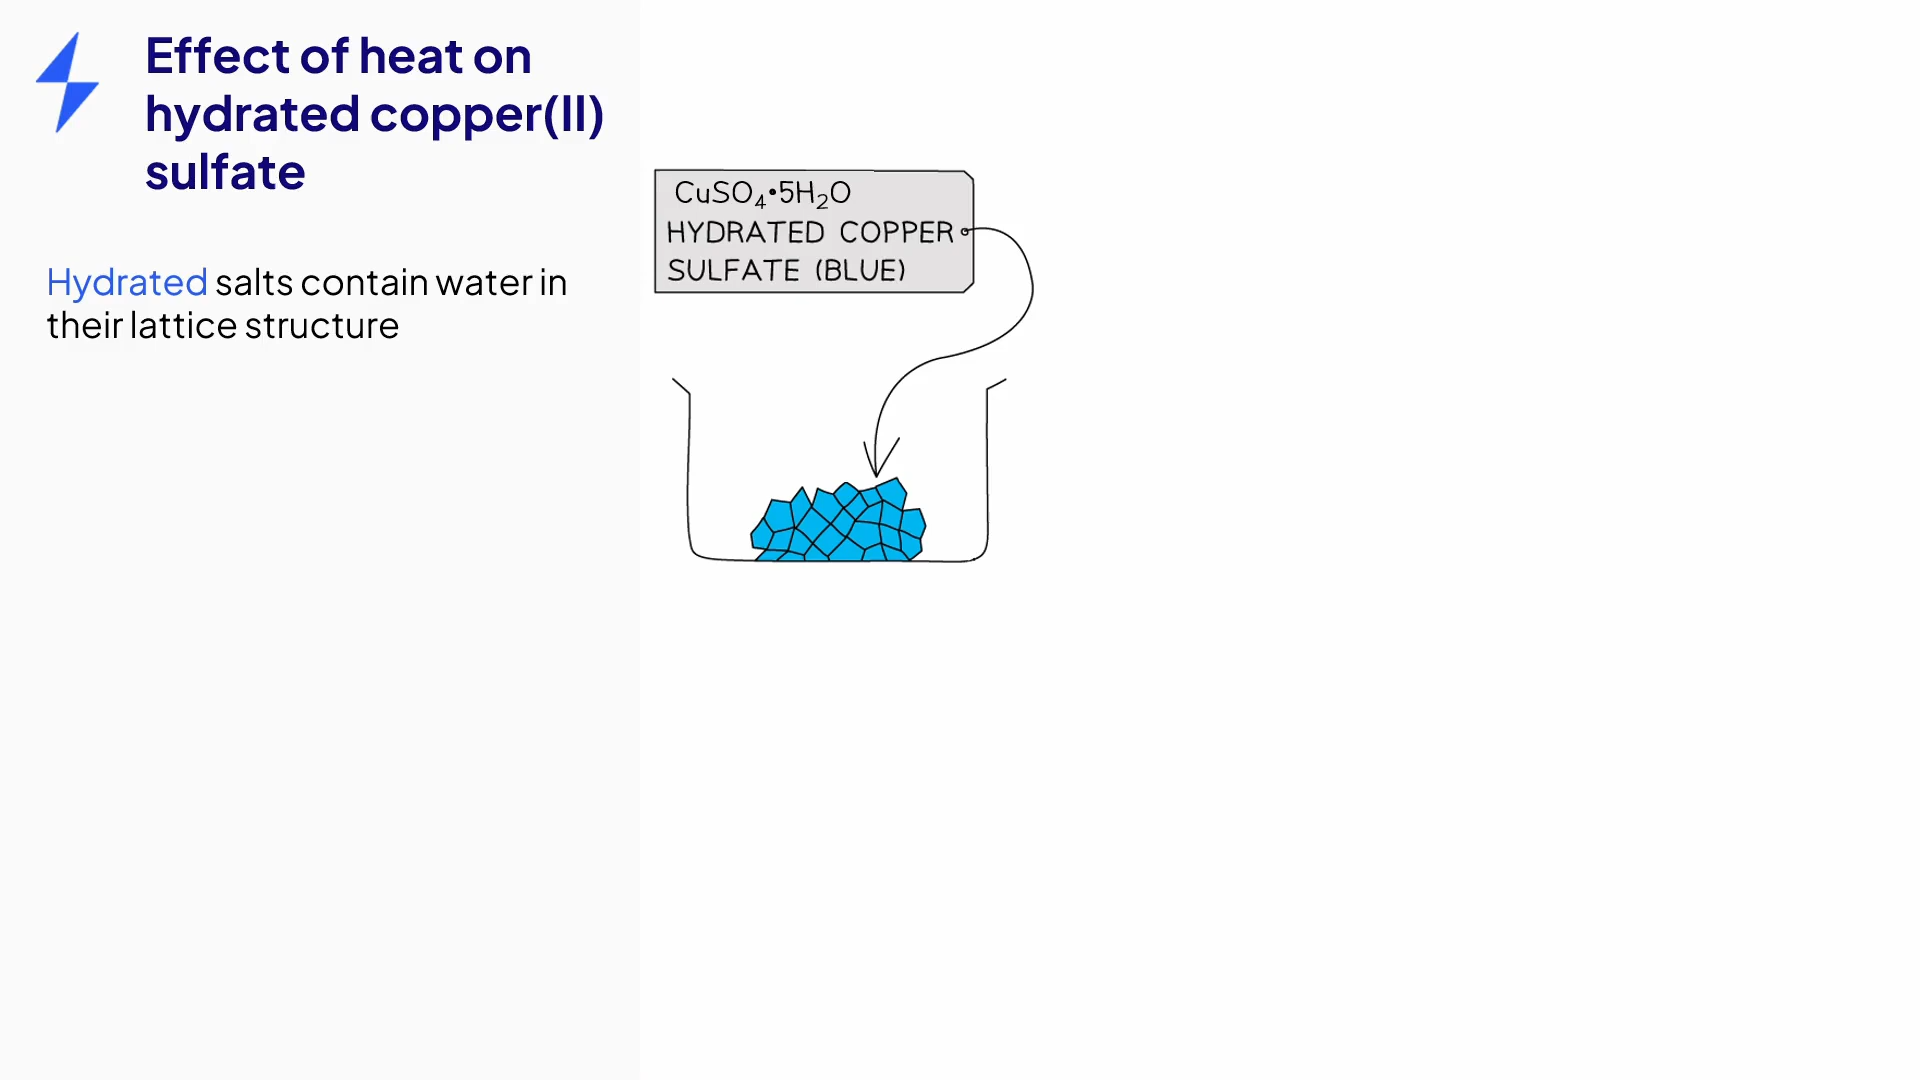 Effect of heat on
hydrated copper(II)
sulfate
Hydrated salts contain water in
their lattice structure
CuSO₄•5H₂O
HYDRATED COPPER
SULFATE (BLUE)